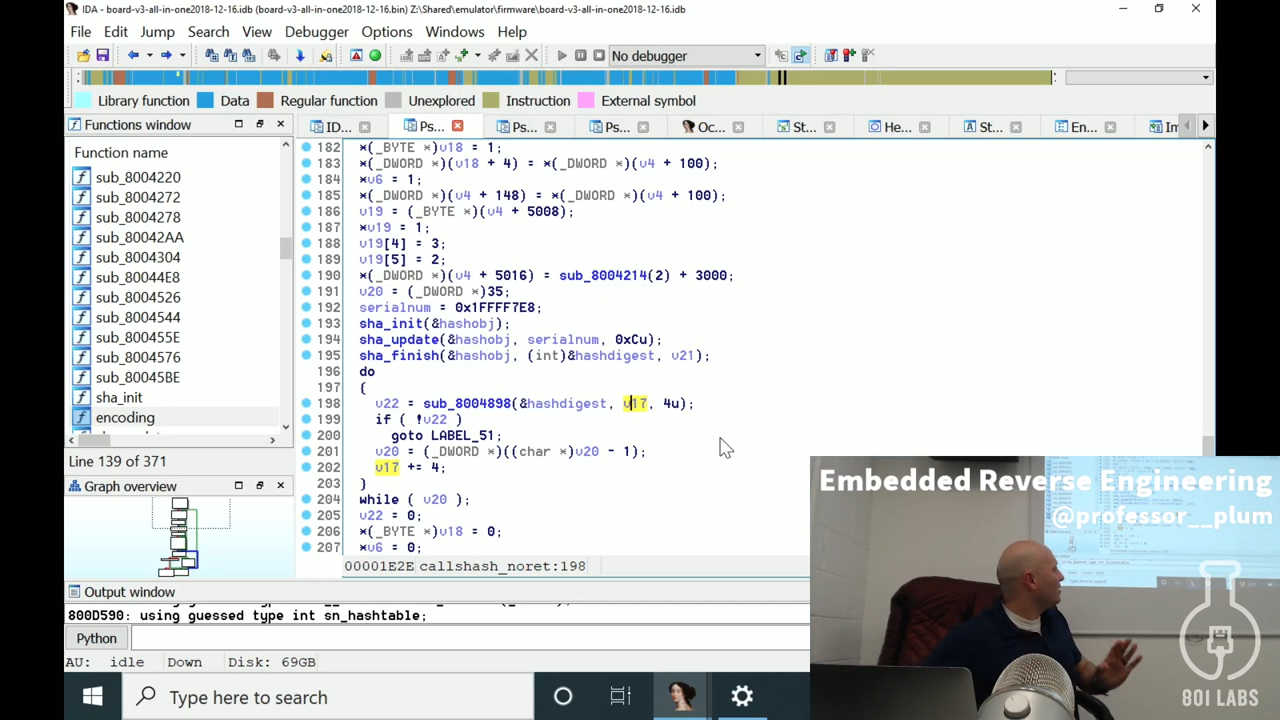 IDA - board-v3-all-in-one2018-12-16.idb (board-v3-all-in-one2018-12-16.bin) Z:\Shared\emulator\firmware\board-v3-all-in-one2018-12-16.idb
File Edit Jump Search View Debugger Options Windows Help
No debugger
Library function Data Regular function Unexplored Instruction External symbol
Functions window
ID... Ps... Ps... Ps... Oc... St... He... St... En... Im
Function name
sub_8004220
sub_8004272
sub_8004278
sub_80042AA
sub_8004304
sub_80044E8
sub_8004526
sub_8004544
sub_800455E
sub_8004576
sub_80045BE
sha_init
encoding
Line 139 of 371
Graph overview
182 *(_BYTE *)v18 = 1;
183 *(_DWORD *)(v18 + 4) = *(_DWORD *)(v4 + 100);
184 *v6 = 1;
185 *(_DWORD *)(v4 + 148) = *(_DWORD *)(v4 + 100);
186 v19 = (_BYTE *)(v4 + 5008);
187 *v19 = 1;
188 v19[4] = 3;
189 v19[5] = 2;
190 *(_DWORD *)(v4 + 5016) = sub_8004214(2) + 3000;
191 v20 = (_DWORD *)35;
192 serialnum = 0x1FFFF7E8;
193 sha_init(&hashobj);
194 sha_update(&hashobj, serialnum, 0xCu);
195 sha_finish(&hashobj, (int)&hashdigest, v21);
196 do
197 {
198 v22 = sub_8004898(&hashdigest, v17, 4u);
199 if ( !v22 )
200 goto LABEL_51;
201 v20 = (_DWORD *)((char *)v20 - 1);
202 v17 += 4;
203 }
204 while ( v20 );
205 v22 = 0;
206 *(_BYTE *)v18 = 0;
207 *v6 = 0;
00001E2E callshash_noret:198
Output window
800D590: using guessed type int sn_hashtable;
Python
AU: idle Down Disk: 69GB
Type here to search
Embedded Reverse Engineering
@professor__plum
801 LABS